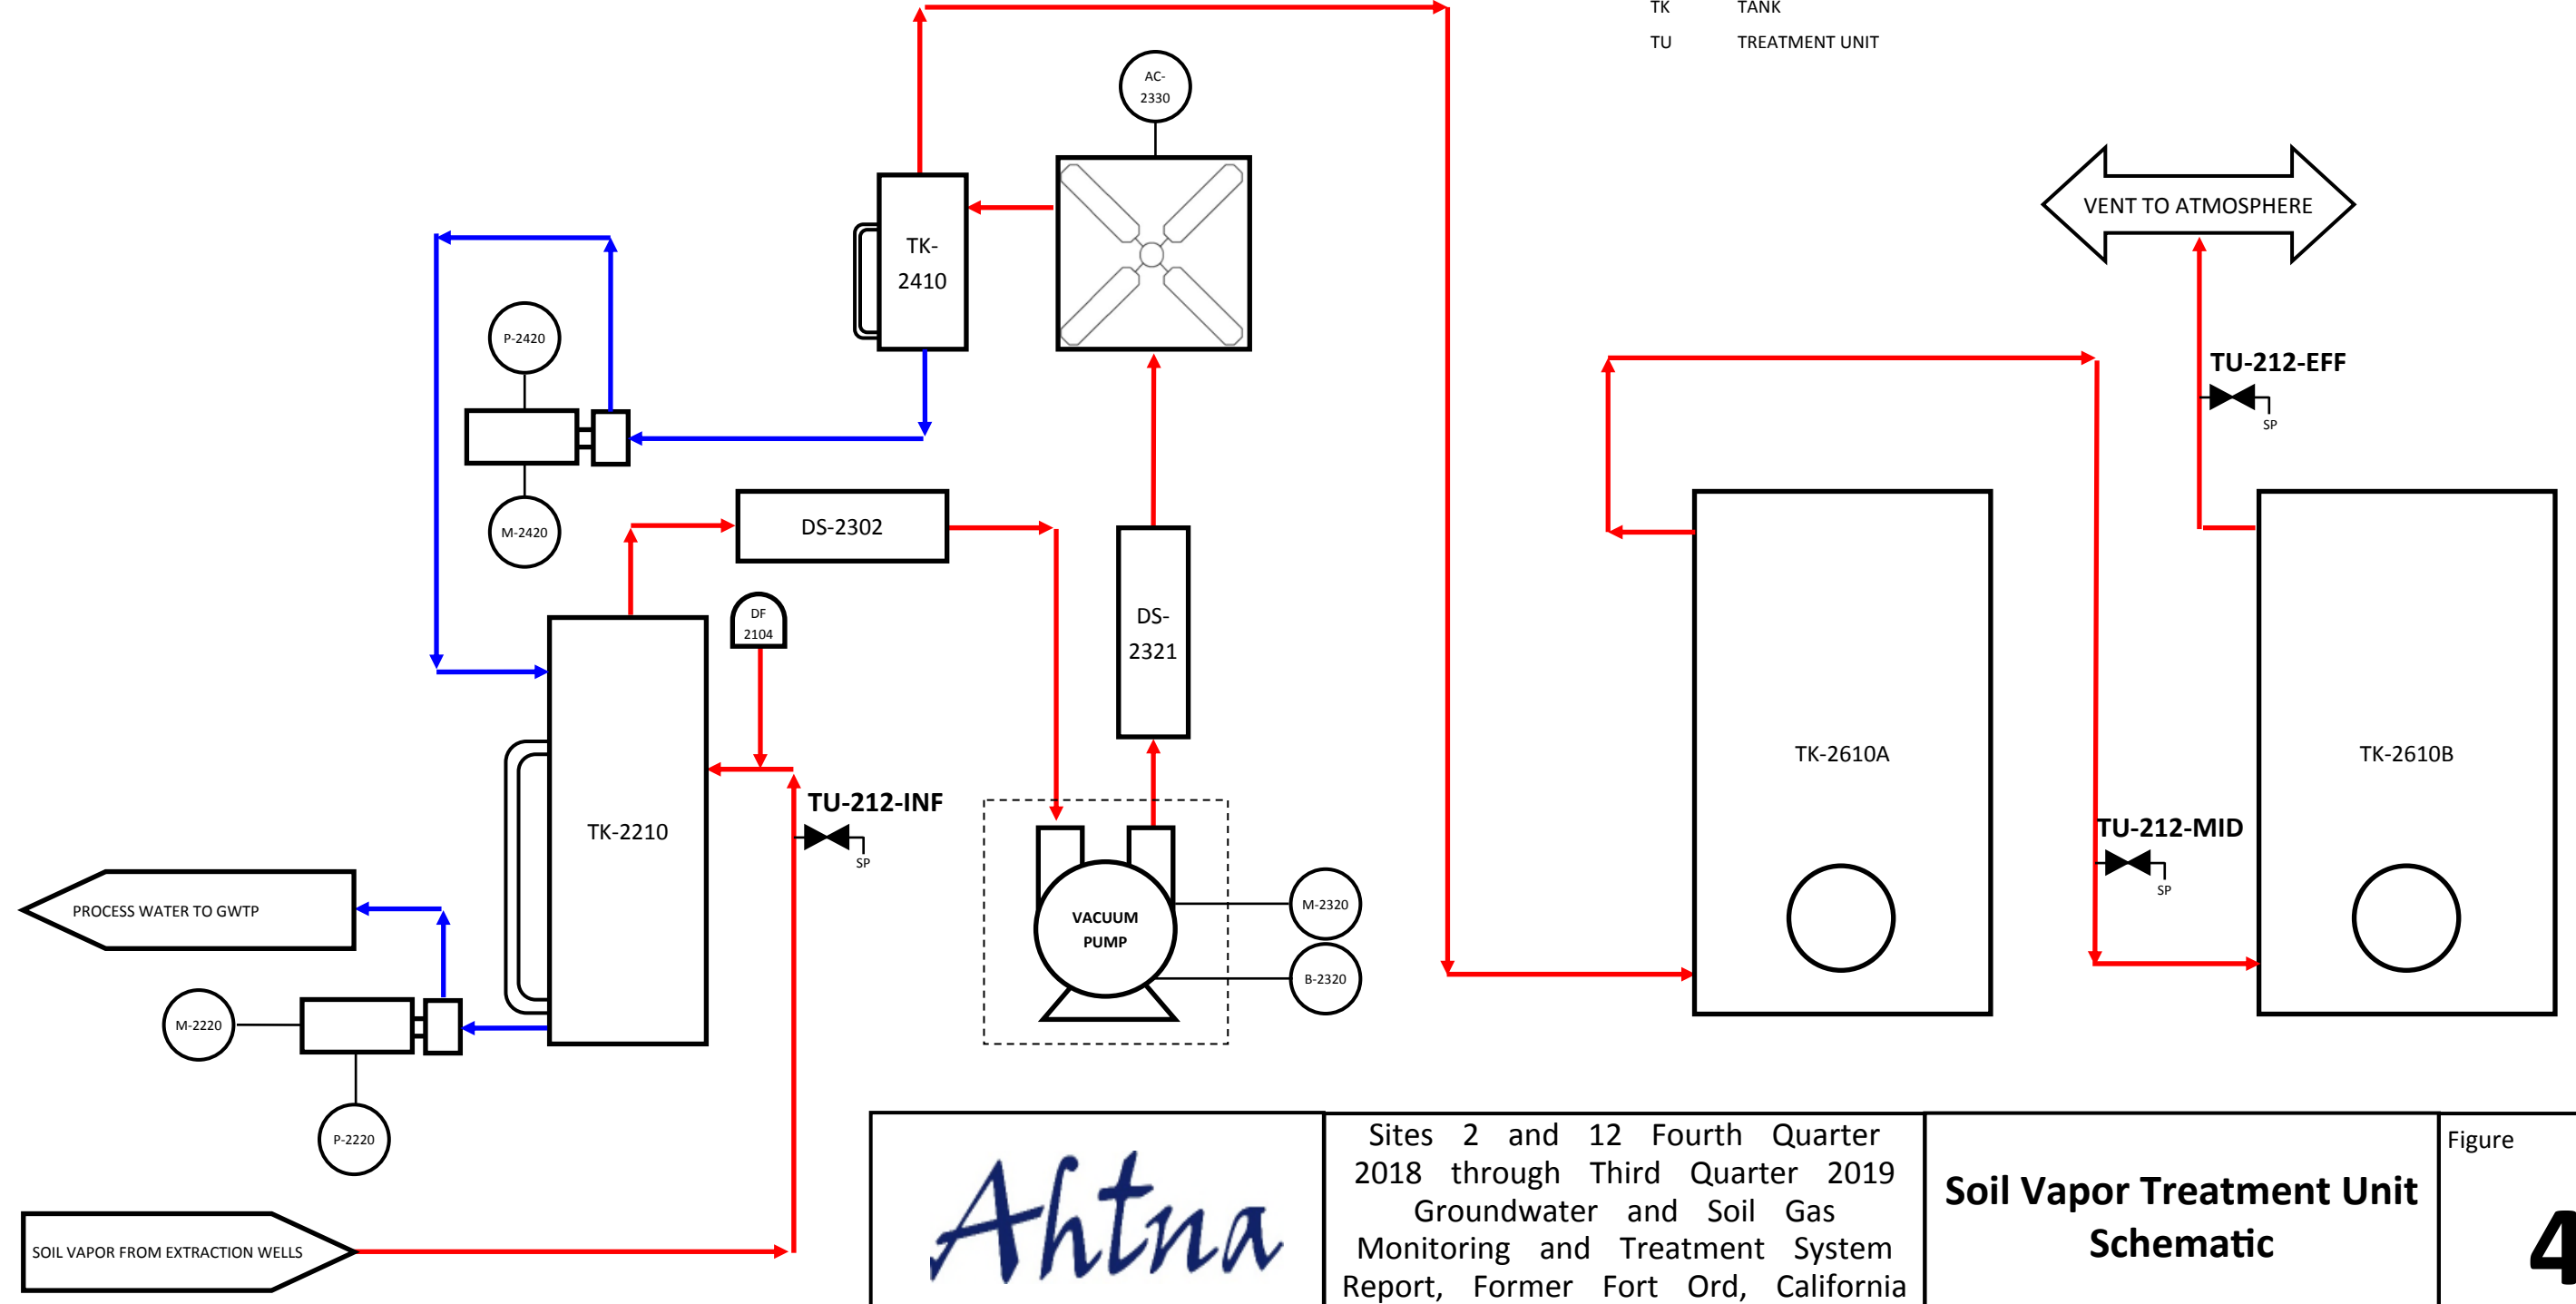 TK TANK
TU TREATMENT UNIT
AC-
2330
VENT TO ATMOSPHERE
TK-
2410
P-2420
TU-212-EFF
SP
M-2420
DS-2302
DF
2104
DS-
2321
TK-2610A
TK-2610B
TU-212-INF
SP
TK-2210
TU-212-MID
SP
PROCESS WATER TO GWTP
VACUUM
PUMP
M-2320
B-2320
M-2220
P-2220
SOIL VAPOR FROM EXTRACTION WELLS
Ahtna
Sites 2 and 12 Fourth Quarter
2018 through Third Quarter 2019
Groundwater and Soil Gas
Monitoring and Treatment System
Report, Former Fort Ord, California
Soil Vapor Treatment Unit
Schematic
Figure
4